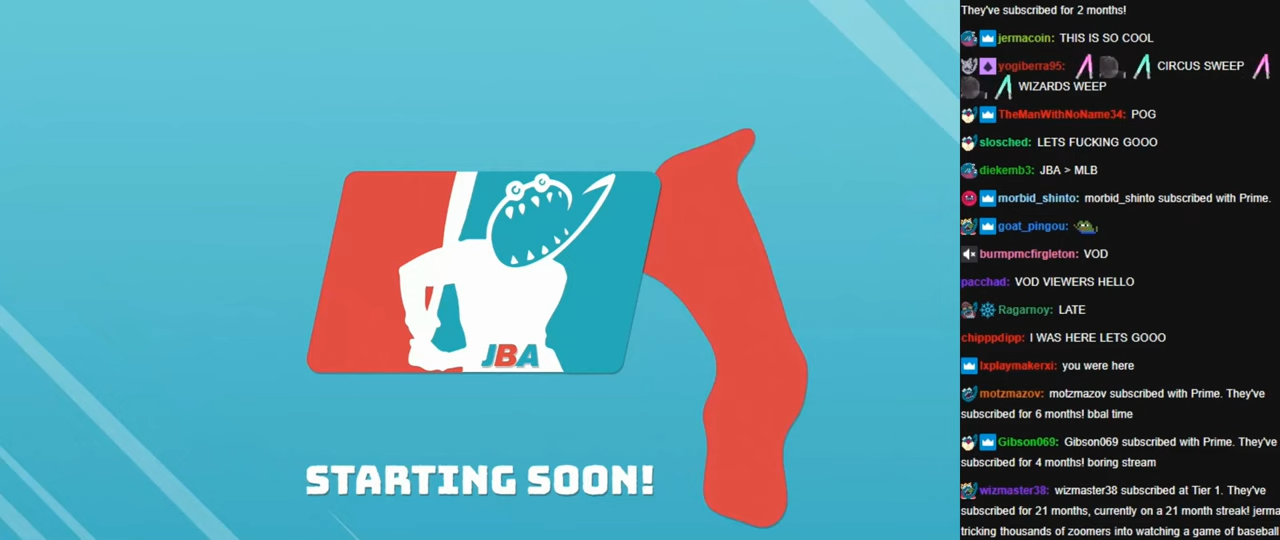 They've subscribed for 2 months!
jermacoin: THIS IS SO COOL
yogiberra95: CIRCUS SWEEP
WIZARDS WEEP
TheManWithNoName34: POG
slosched: LETS FUCKING GOOO
diekemb3: JBA > MLB
morbid_shinto: morbid_shinto subscribed with Prime.
goat_pingou:
burmpmcfirgleton: VOD
pacchad: VOD VIEWERS HELLO
Ragarnoy: LATE
chipppdipp: I WAS HERE LETS GOOO
lxplaymakerxi: you were here
motzmazov: motzmazov subscribed with Prime. They've
subscribed for 6 months! bbal time
Gibson069: Gibson069 subscribed with Prime. They've
subscribed for 4 months! boring stream
wizmaster38: wizmaster38 subscribed at Tier 1. They've
subscribed for 21 months, currently on a 21 month streak! jerma
tricking thousands of zoomers into watching a game of baseball
JBA
STARTING SOON!